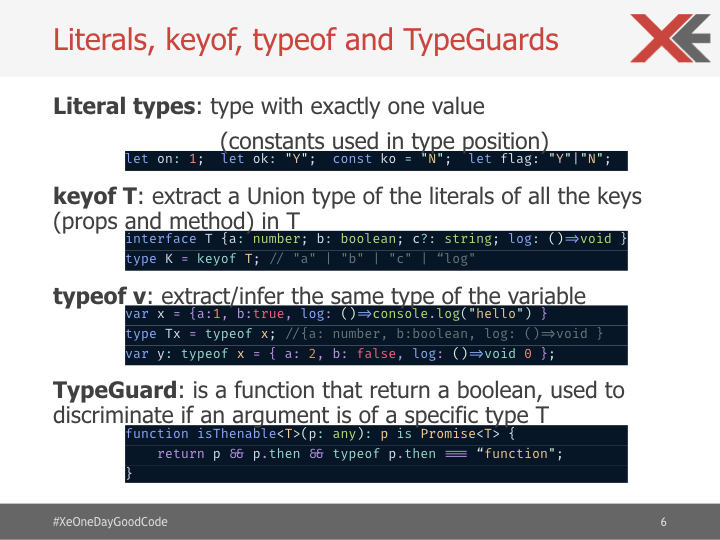 Literals, keyof, typeof and TypeGuards
XE
Literal types: type with exactly one value
(constants used in type position)
let on: 1;  let ok: "Y";  const ko = "N";  let flag: "Y"|"N";
keyof T: extract a Union type of the literals of all the keys
(props and method) in T
interface T {a: number; b: boolean; c?: string; log: ()=>void }
type K = keyof T; // "a" | "b" | "c" | “log"
typeof v: extract/infer the same type of the variable
var x = {a:1, b:true, log: ()=>console.log("hello") }
type Tx = typeof x; //{a: number, b:boolean, log: ()=>void }
var y: typeof x = { a: 2, b: false, log: ()=>void 0 };
TypeGuard: is a function that return a boolean, used to
discriminate if an argument is of a specific type T
function isThenable<T>(p: any): p is Promise<T> {
    return p && p.then && typeof p.then === “function";
}
#XeOneDayGoodCode
6